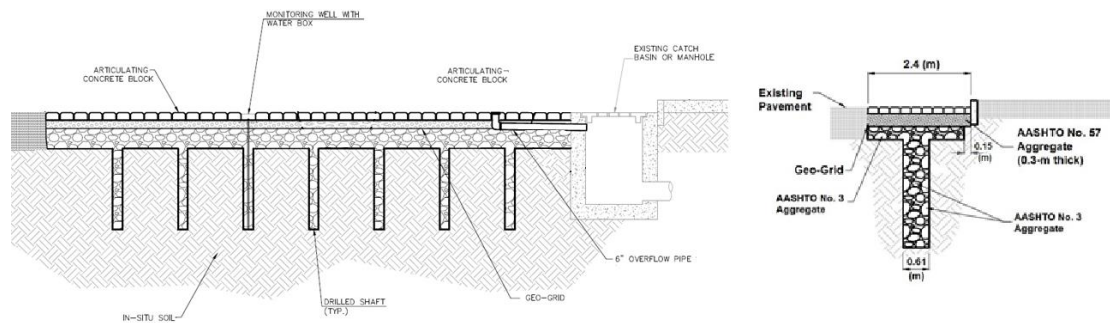 MONITORING WELL WITH
WATER BOX
ARTICULATING
CONCRETE BLOCK
ARTICULATING
CONCRETE BLOCK
EXISTING CATCH
BASIN OR MANHOLE
6" OVERFLOW PIPE
GEO-GRID
DRILLED SHAFT
(TYP.)
IN-SITU SOIL
2.4 (m)
Existing
Pavement
AASHTO No. 57
Aggregate
(0.3-m thick)
0.15
(m)
Geo-Grid
AASHTO No. 3
Aggregate
AASHTO No. 3
Aggregate
0.61
(m)